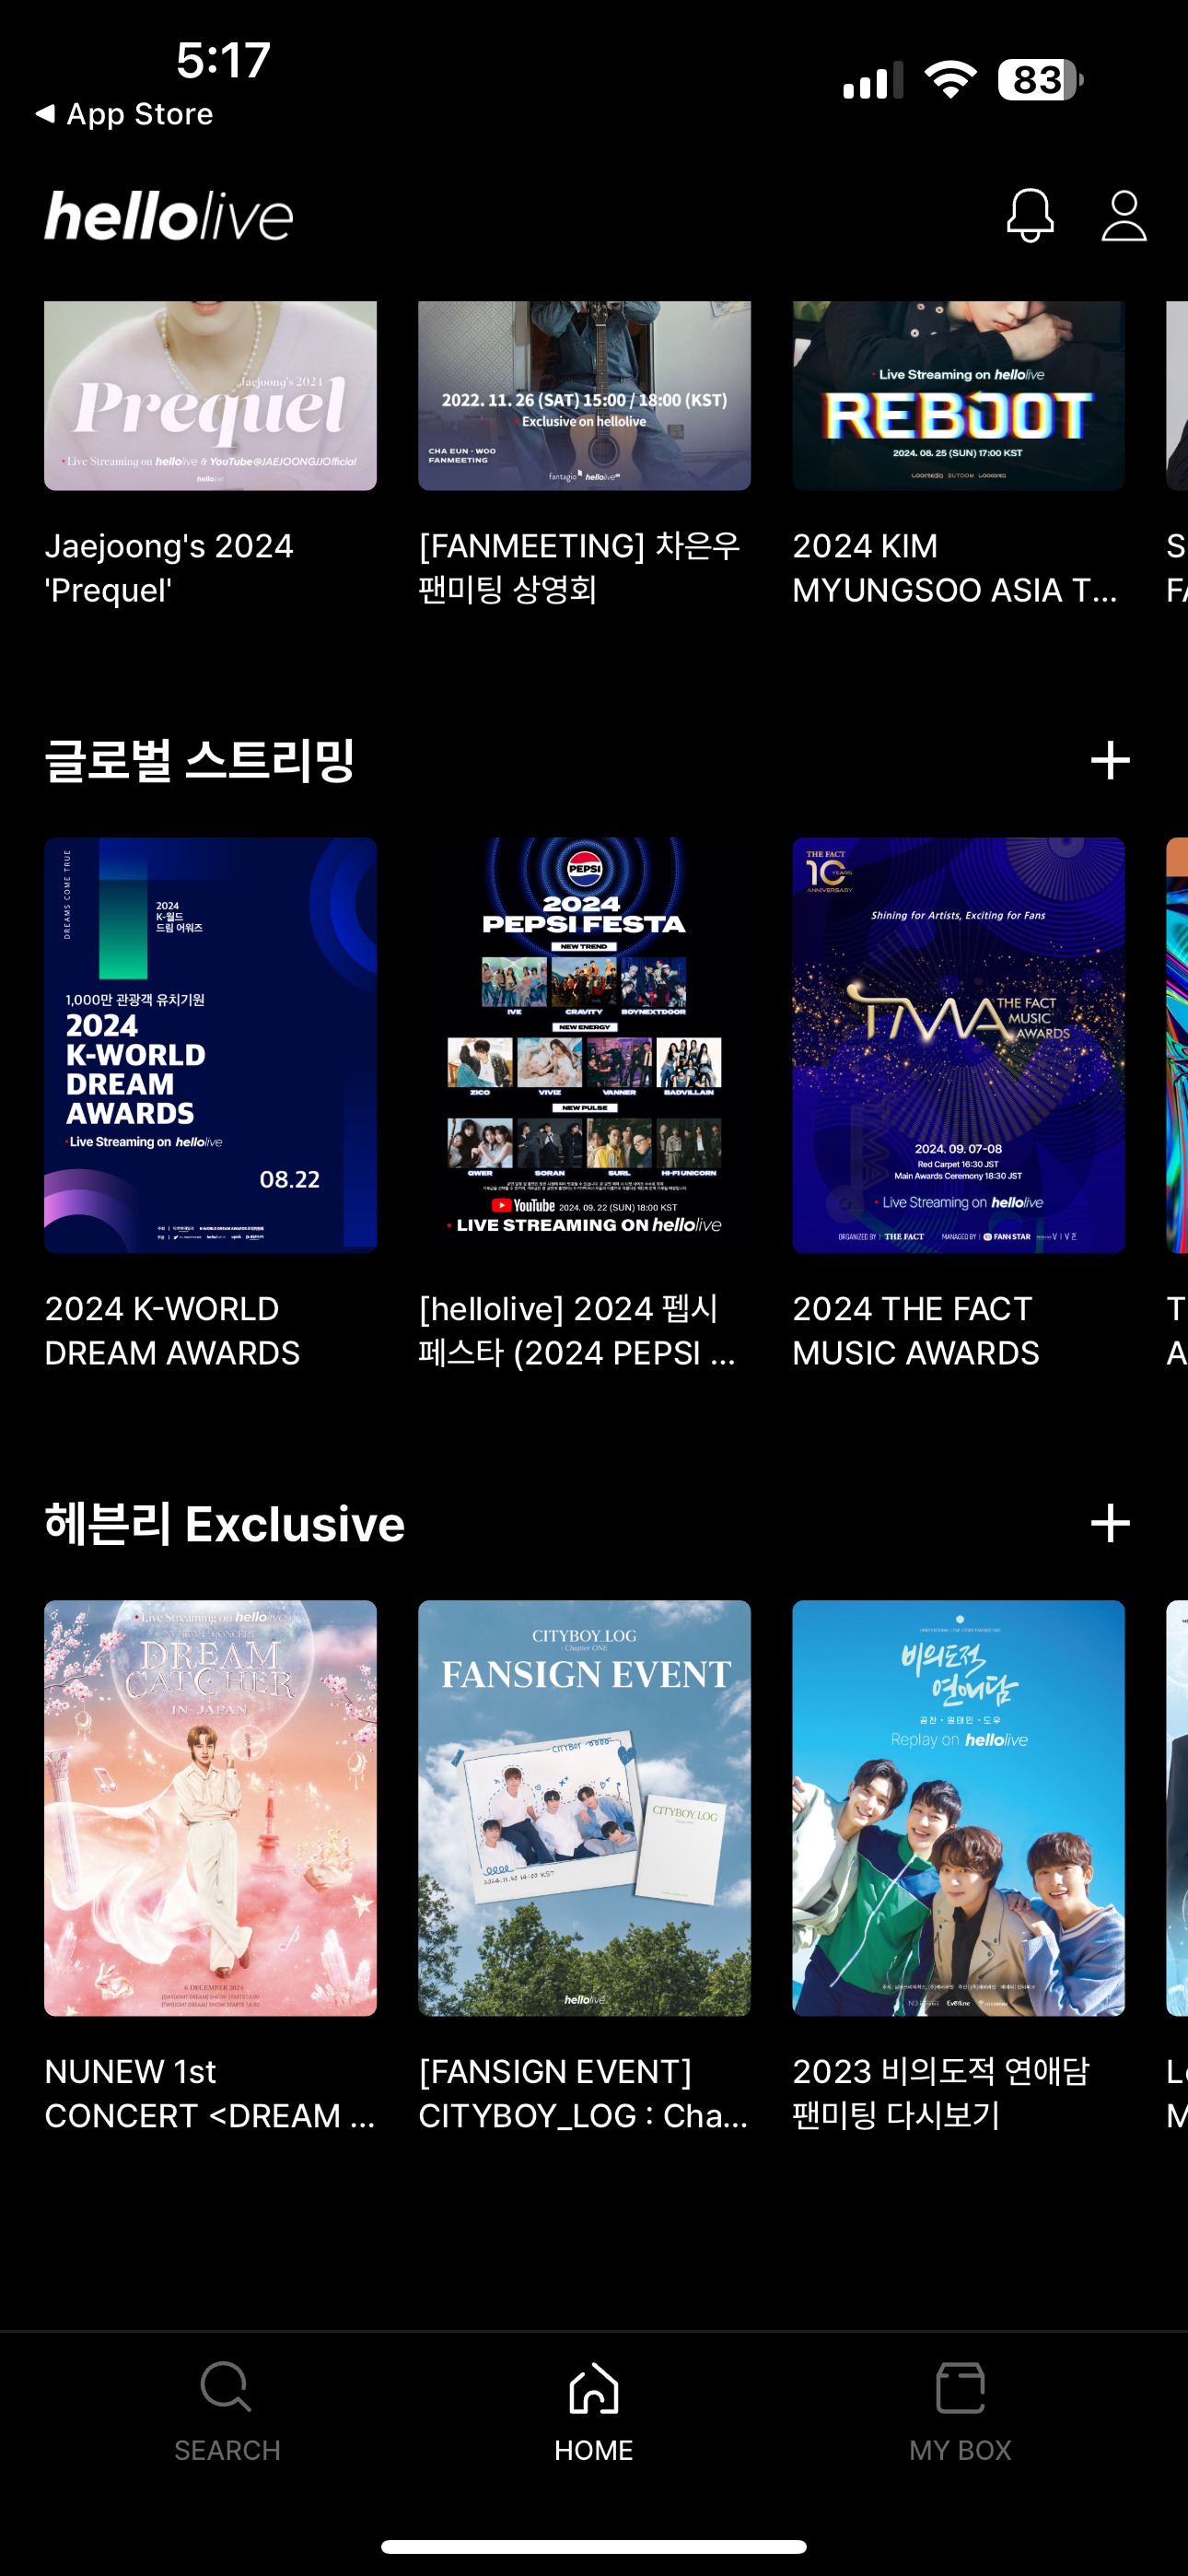 5:17
83
App Store
hellolive
Jaejoong's 2024
Prequel
• Live Streaming on hellolive & YouTube@JAEJOONGJJOfficial
hellolive
2022. 11. 26 (SAT) 15:00 / 18:00 (KST)
• Exclusive on hellolive
CHA EUN-WOO
FANMEETING
fantagio hellolive
• Live Streaming on hellolive
REBOOT
2024. 08. 25 (SUN) 17:00 KST
Jaejoong's 2024
'Prequel'
[FANMEETING] 차은우
팬미팅 상영회
2024 KIM
MYUNGSOO ASIA T...
S
FA
글로벌 스트리밍
DREAMS COME TRUE
2024
K-월드
드림 어워즈
1,000만 관광객 유치기원
2024
K-WORLD
DREAM
AWARDS
• Live Streaming on hellolive
08.22
PEPSI
2024
PEPSI FESTA
NEW TREND
IVE CRAVITY BOYNEXTDOOR
NEW ENERGY
ZICO VIVIZ VANNER BADVILLAIN
NEW PULSE
QWER SORAN SURL HI-FI UNICORN
YouTube 2024. 09. 22 (SUN) 18:00 KST
• LIVE STREAMING ON hellolive
THE FACT
10 YEARS
ANNIVERSARY
Shining for Artists, Exciting for Fans
TMA THE FACT
MUSIC
AWARDS
2024. 09. 07-08
Red Carpet 16:30 JST
Main Awards Ceremony 18:30 JST
• Live Streaming on hellolive
ORGANIZED BY THE FACT MANAGED BY FAN STAR
2024 K-WORLD
DREAM AWARDS
[hellolive] 2024 펩시
페스타 (2024 PEPSI ...
2024 THE FACT
MUSIC AWARDS
T
A
헤븐리 Exclusive
• Live Streaming on hellolive
DREAM
CATCHER
IN JAPAN
6 DECEMBER 2024
CITYBOY_LOG
: Chapter ONE
FANSIGN EVENT
CITYBOY
CITYBOY_LOG
2024.11.30 14:00 KST
hellolive
비의도적
연애담
공찬 · 원태민 · 도우
Replay on hellolive
NUNEW 1st
CONCERT <DREAM ...
[FANSIGN EVENT]
CITYBOY_LOG : Cha...
2023 비의도적 연애담
팬미팅 다시보기
SEARCH
HOME
MY BOX